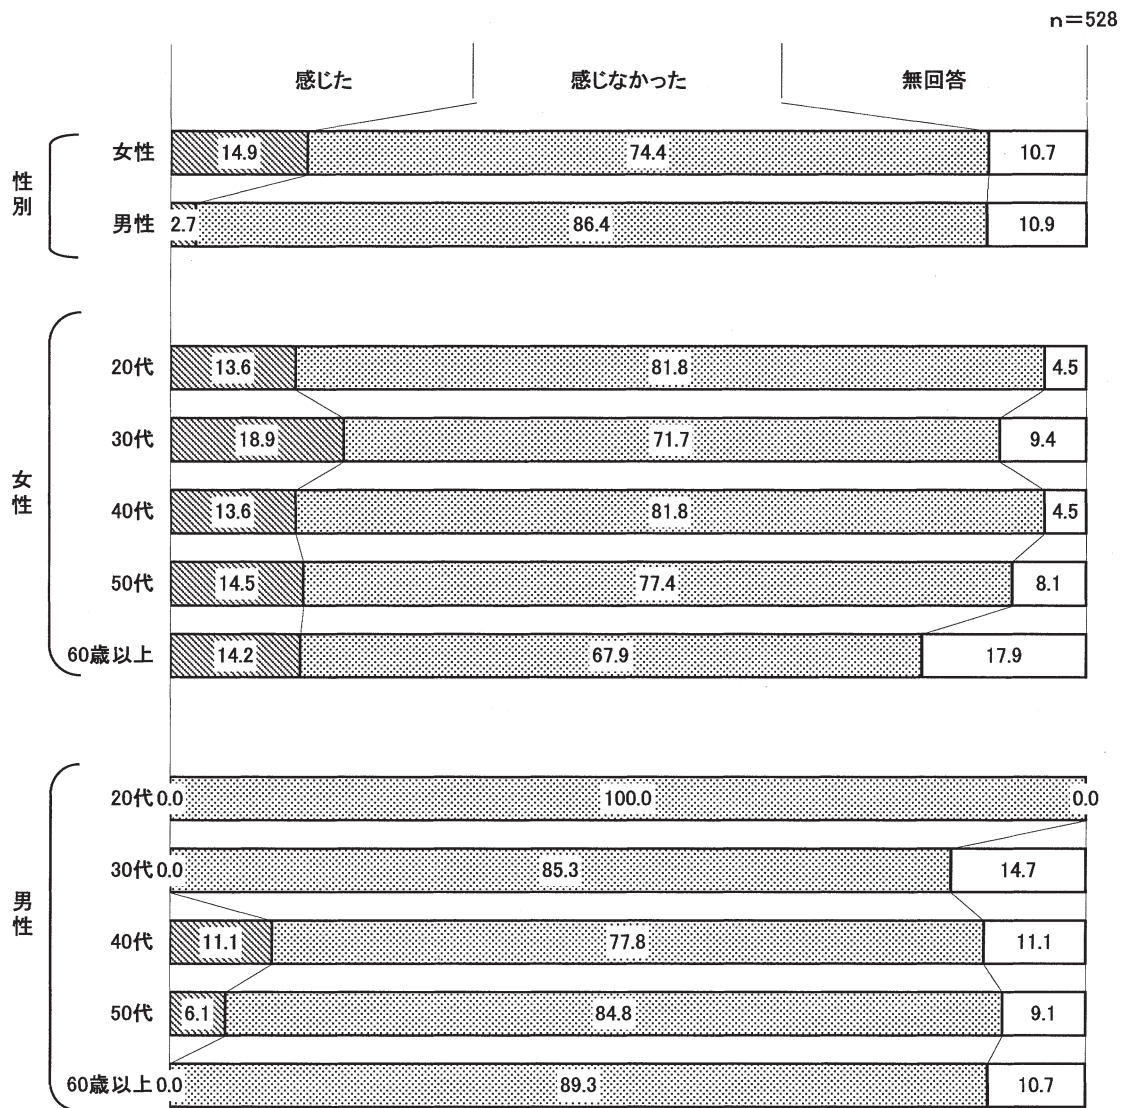 n=528
感じた 感じなかった 無回答
性別
女性 14.9 74.4 10.7
男性 2.7 86.4 10.9
女性
20代 13.6 81.8 4.5
30代 18.9 71.7 9.4
40代 13.6 81.8 4.5
50代 14.5 77.4 8.1
60歳以上 14.2 67.9 17.9
男性
20代 0.0 100.0 0.0
30代 0.0 85.3 14.7
40代 11.1 77.8 11.1
50代 6.1 84.8 9.1
60歳以上 0.0 89.3 10.7